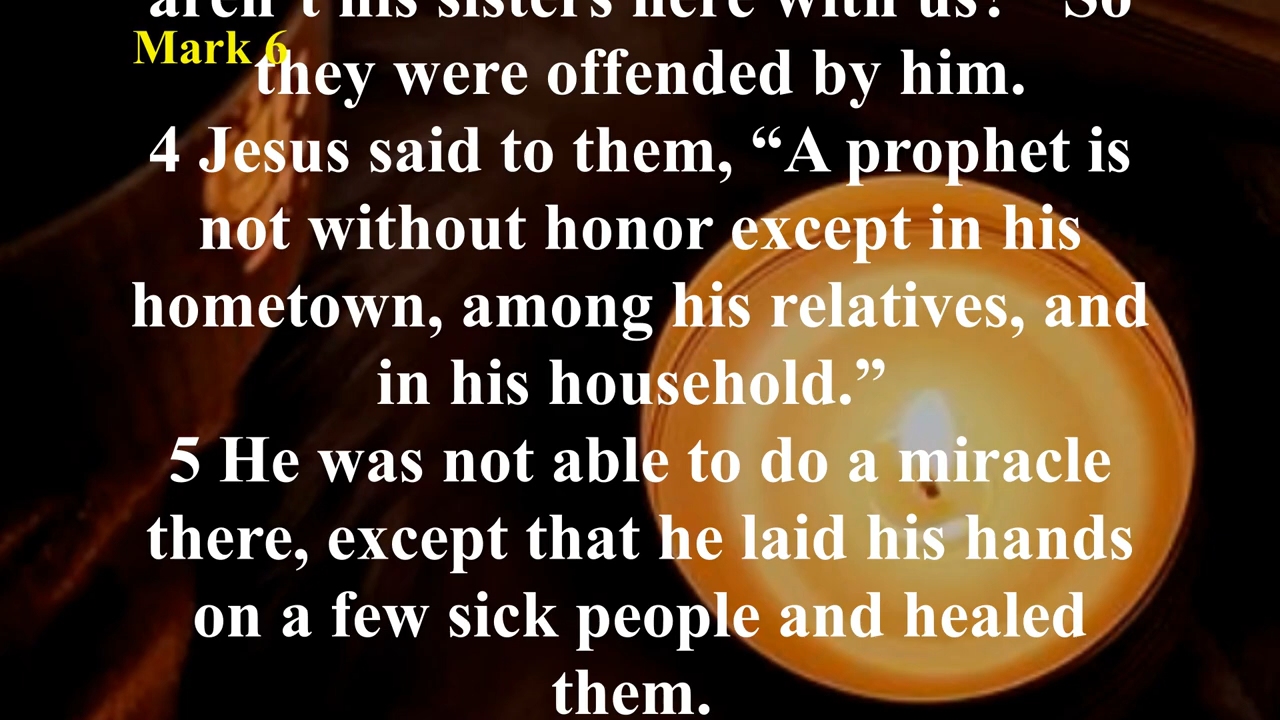 aren’t his sisters here with us?” So
Mark 6
they were offended by him.
4 Jesus said to them, “A prophet is
not without honor except in his
hometown, among his relatives, and
in his household.”
5 He was not able to do a miracle
there, except that he laid his hands
on a few sick people and healed
them.